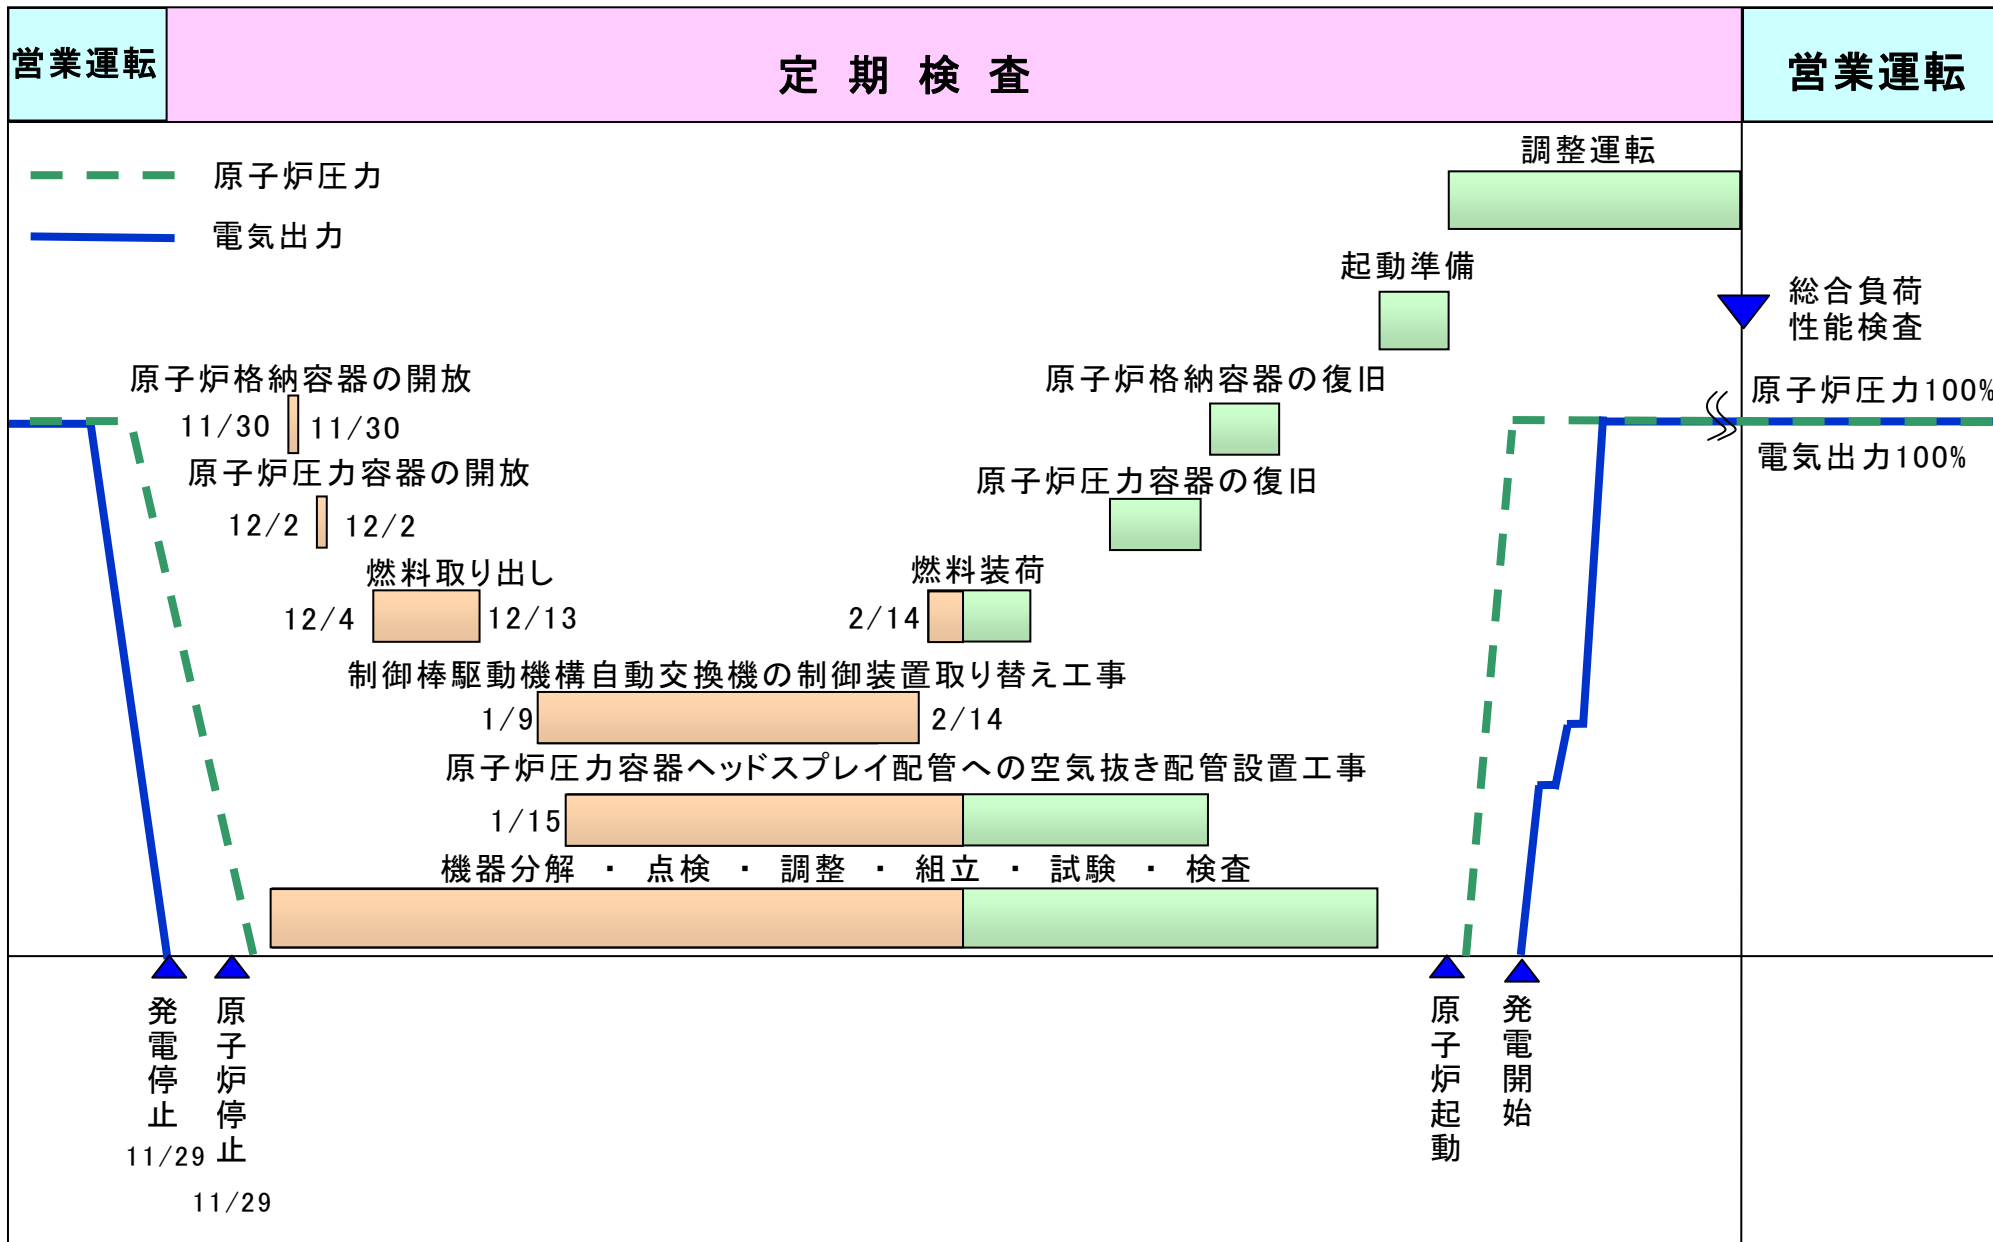 営業運転
定期検査
営業運転
原子炉圧力
電気出力
調整運転
起動準備
総合負荷
性能検査
原子炉格納容器の開放
11/30
11/30
原子炉格納容器の復旧
原子炉圧力100%
電気出力100%
原子炉圧力容器の開放
12/2
12/2
原子炉圧力容器の復旧
燃料取り出し
12/4
12/13
燃料装荷
2/14
制御棒駆動機構自動交換機の制御装置取り替え工事
1/9
2/14
原子炉圧力容器ヘッドスプレイ配管への空気抜き配管設置工事
1/15
機器分解 ・ 点検 ・ 調整 ・ 組立 ・ 試験 ・ 検査
発電停止
11/29
原子炉停止
11/29
原子炉起動
発電開始